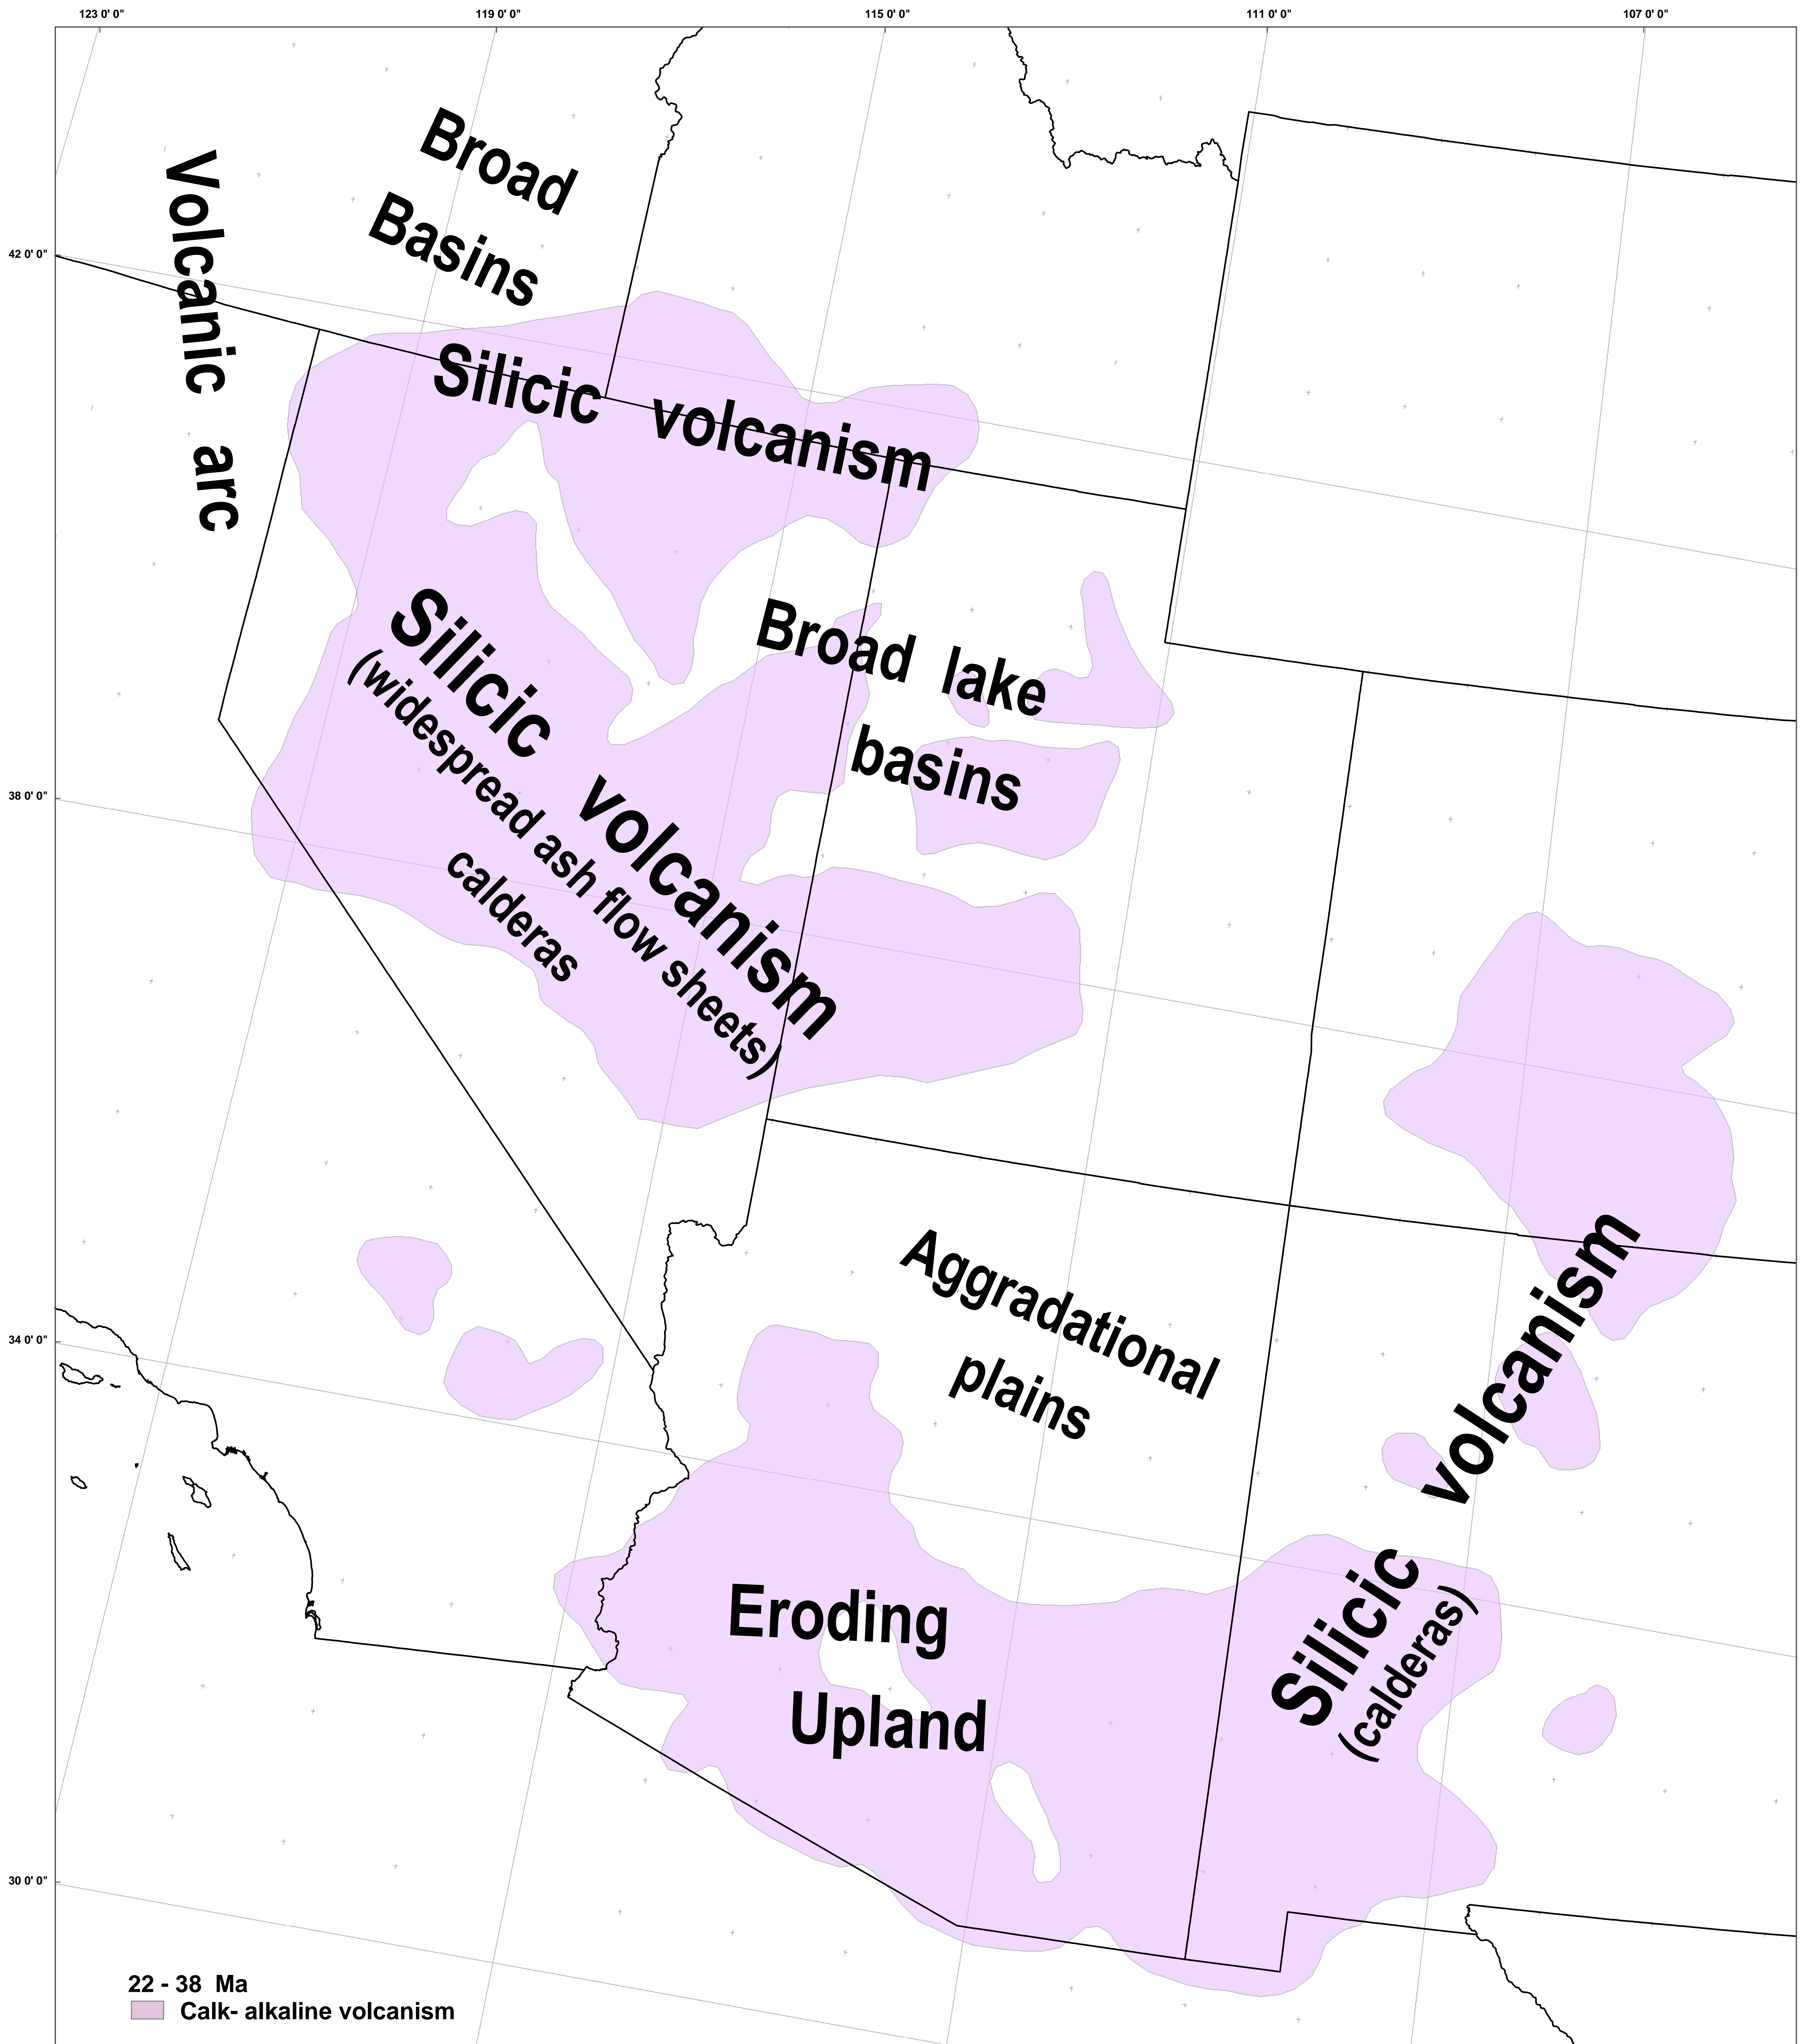 123 0' 0"
119 0' 0"
115 0' 0"
111 0' 0"
107 0' 0"
42 0' 0"
38 0' 0"
34 0' 0"
30 0' 0"
Volcanic arc
Broad
Basins
Silicic volcanism
Broad lake
basins
Silicic volcanism
(widespread ash flow sheets)
calderas
Aggradational
plains
Silicic volcanism
(calderas)
Eroding
Upland
22 - 38 Ma
Calk- alkaline volcanism